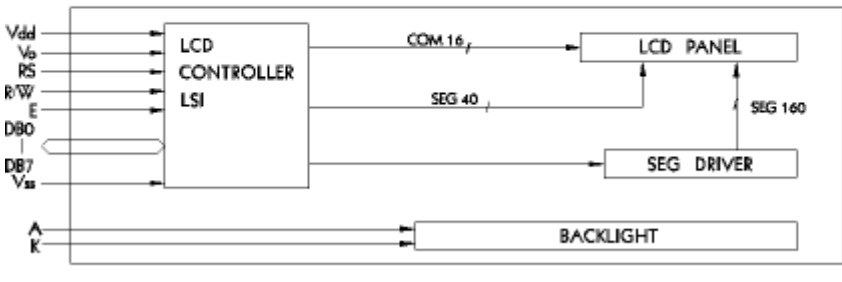 Vdd
Vo
RS
R/W
E
DB0
DB7
Vss
A
K
LCD
CONTROLLER
LSI
COM 16
SEG 40
LCD PANEL
SEG 160
SEG DRIVER
BACKLIGHT